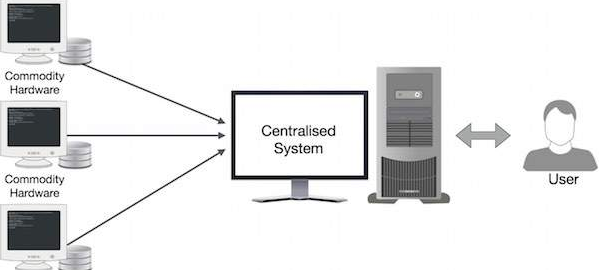 Commodity
Hardware
Commodity
Hardware
Centralised
System
User